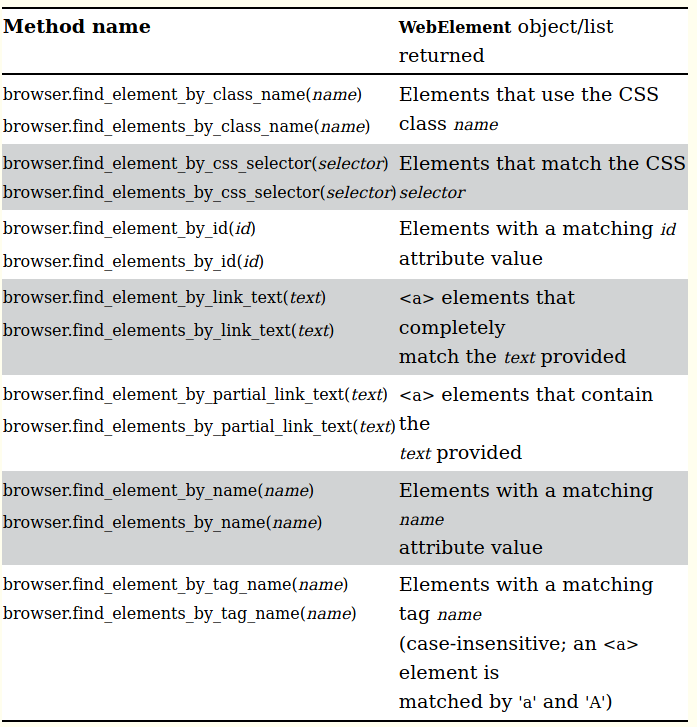 Method name
WebElement object/list
returned
browser.find_element_by_class_name(name)
browser.find_elements_by_class_name(name)
Elements that use the CSS
class name
browser.find_element_by_css_selector(selector)
browser.find_elements_by_css_selector(selector)
Elements that match the CSS
selector
browser.find_element_by_id(id)
browser.find_elements_by_id(id)
Elements with a matching id
attribute value
browser.find_element_by_link_text(text)
browser.find_elements_by_link_text(text)
<a> elements that
completely
match the text provided
browser.find_element_by_partial_link_text(text)
browser.find_elements_by_partial_link_text(text)
<a> elements that contain
the
text provided
browser.find_element_by_name(name)
browser.find_elements_by_name(name)
Elements with a matching
name
attribute value
browser.find_element_by_tag_name(name)
browser.find_elements_by_tag_name(name)
Elements with a matching
tag name
(case-insensitive; an <a>
element is
matched by 'a' and 'A')